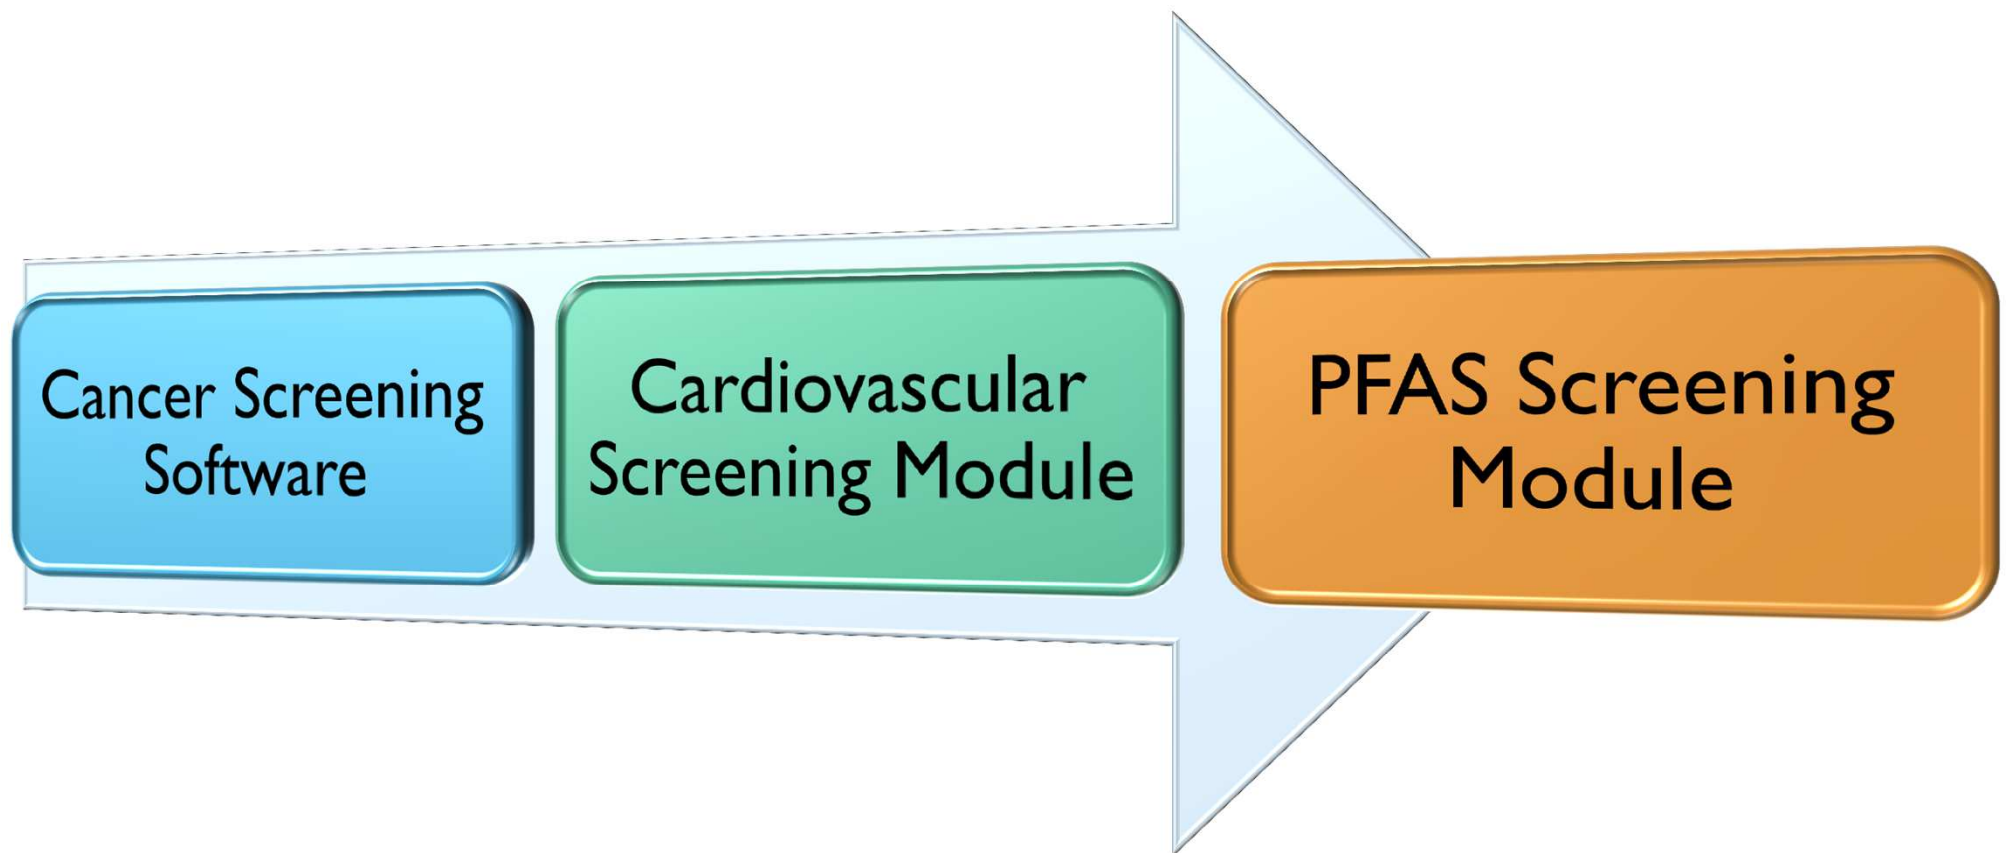 Cancer Screening
Software
Cardiovascular
Screening Module
PFAS Screening
Module